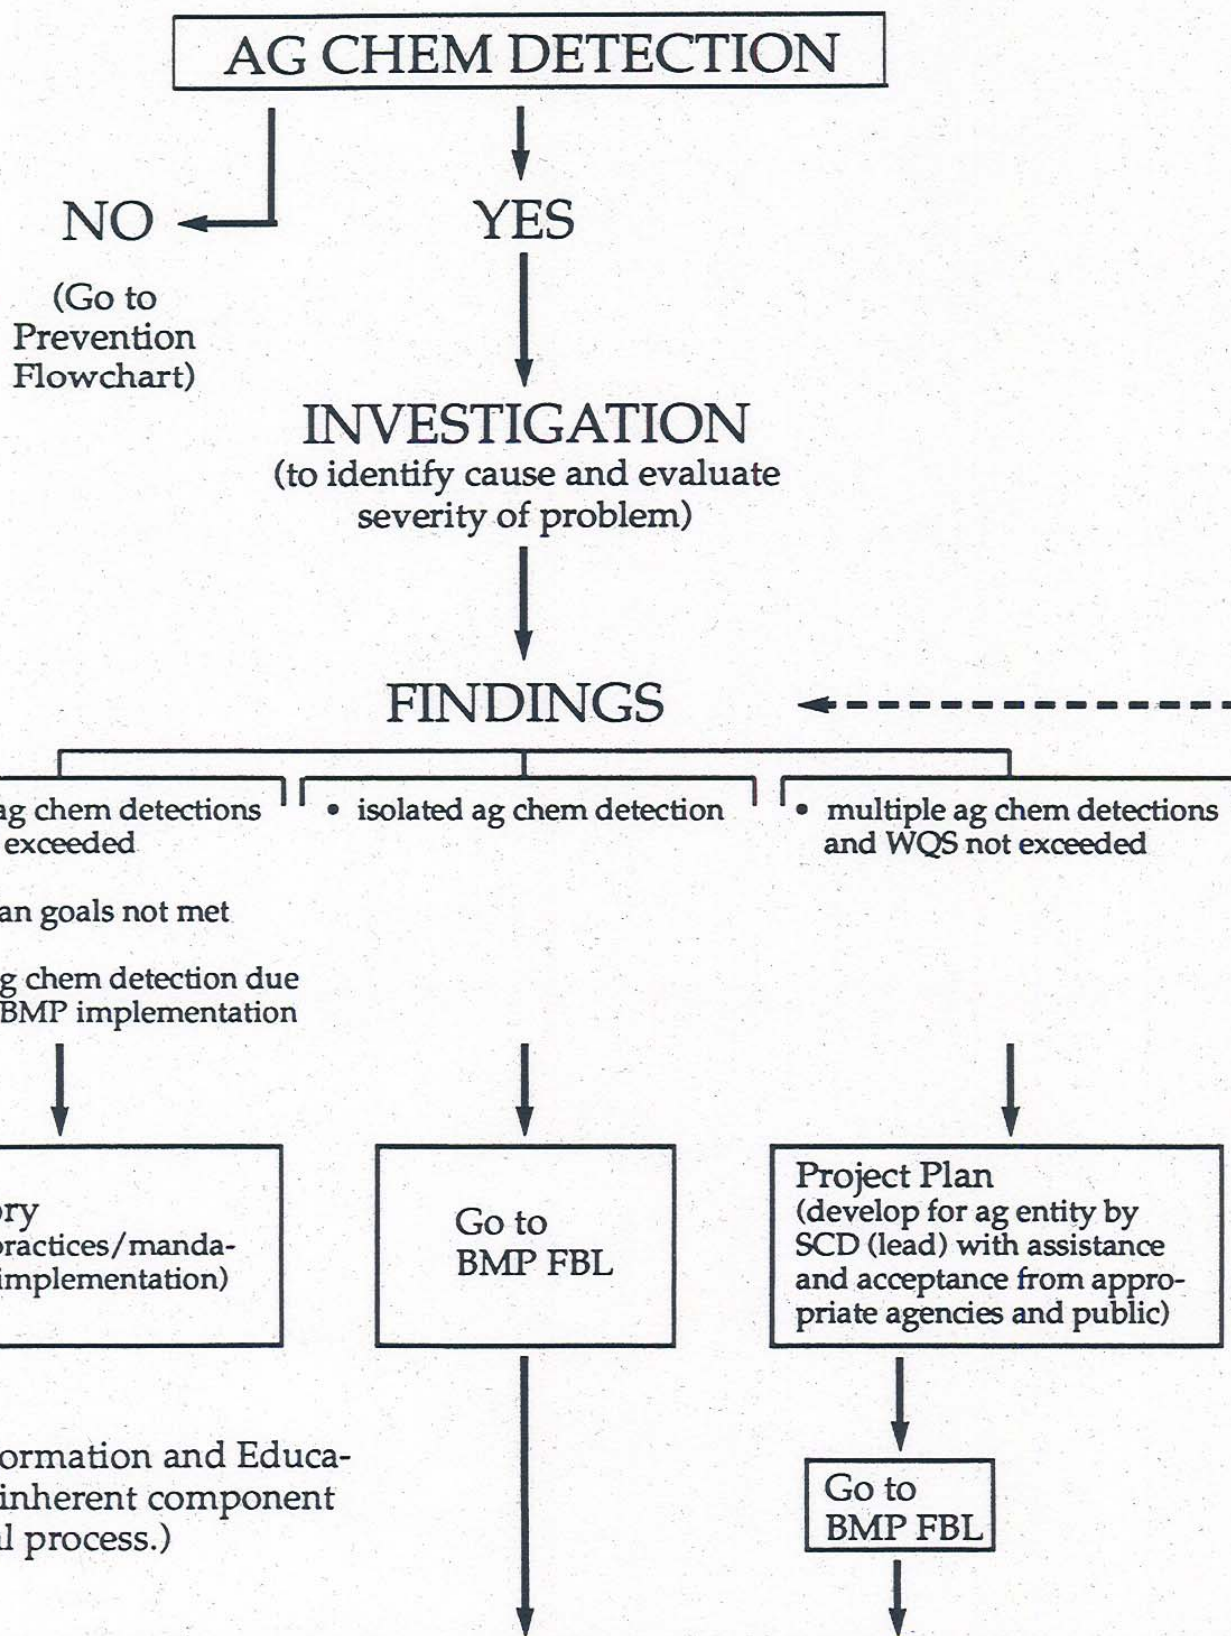 AG CHEM DETECTION
NO
YES
(Go to
Prevention
Flowchart)
INVESTIGATION
(to identify cause and evaluate
severity of problem)
FINDINGS
ag chem detections
exceeded
goals not met
chem detection due
BMP implementation
• isolated ag chem detection
• multiple ag chem detections
and WQS not exceeded
practices/manda-
implementation)
Go to
BMP FBL
Project Plan
(develop for ag entity by
SCD (lead) with assistance
and acceptance from appro-
priate agencies and public)
and Educa-
inherent component
process.)
Go to
BMP FBL